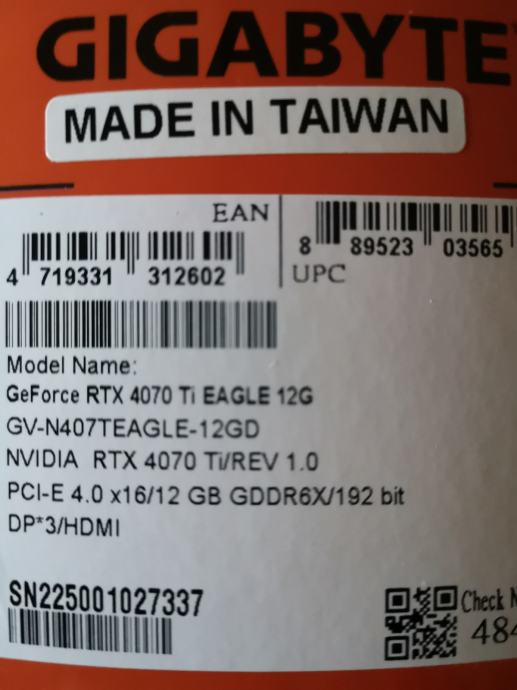 GIGABYTE
MADE IN TAIWAN
EAN
4 719331 312602
8 89523 03565
UPC
Model Name:
GeForce RTX 4070 Ti EAGLE 12G
GV-N407TEAGLE-12GD
NVIDIA RTX 4070 Ti/REV 1.0
PCI-E 4.0 x16/12 GB GDDR6X/192 bit
DP*3/HDMI
SN225001027337
Check N
484